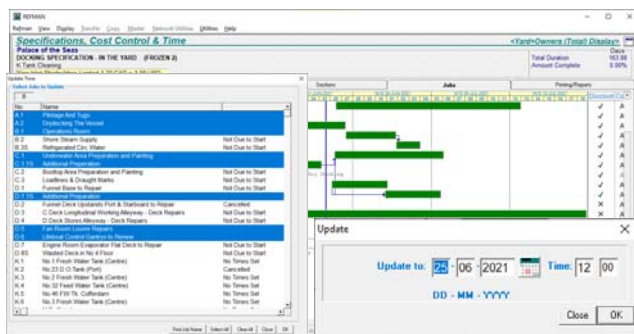 REFMAN
Refman View Display Transfer Copy Master Network Utilities Utilities Help
Specifications, Cost Control & Time
<Yard+Owners (Total) Display>
Palace of the Seas
DOCKING SPECIFICATION - IN THE YARD (FROZEN 2)
K Tank Cleaning
Days
Total Duration 163.98
Amount Complete 0.00%
Update Time
Select Jobs to Update
8
Sections Jobs Printing/Reports
No. Name
A.1 Pilotage And Tugs
A.2 Drydocking The Vessel
B.1 Operations Room
B.2 Shore Steam Supply Not Due to Start
B.35 Refrigerated Circ. Water Not Due to Start
C.1 Underwater Area Preparation and Painting
C.1.15 Additional Preparation
C.2 Boottop Area Preparation and Painting Not Due to Start
C.3 Loadlines & Draught Marks Not Due to Start
D.1 Funnel Base to Repair Not Due to Start
D.1.15 Additional Preparation
D.2 Funnel Deck Upstands Port & Starboard to Repair Cancelled
D.3 C Deck Longitudinal Working Alleyway - Deck Repairs Not Due to Start
D.4 D Deck Stores Alleyway - Deck Repairs Not Due to Start
D.5 Fan Room Louvre Repairs
D.6 Lifeboat Control Gantrys to Renew
D.7 Engine Room Evaporator Flat Deck to Repair Not Due to Start
D.85 Wasted Deck in No.4 Floor Not Due to Start
K.1 No.1 Fresh Water Tank (Centre) No Times Set
K.2 No.23 D.O Tank (Port) Cancelled
K.3 No.2 Fresh Water Tank (Centre) No Times Set
K.4 No.32 Feed Water Tank (Centre) No Times Set
K.5 No.46 FW Tk. Cofferdam No Times Set
K.6 No.3 Fresh Water Tank (Centre) No Times Set
Find Job Name Select All Clear All Close OK
Update
Update to: 25 - 06 - 2021 Time: 12 00
DD - MM - YYYY
Close OK